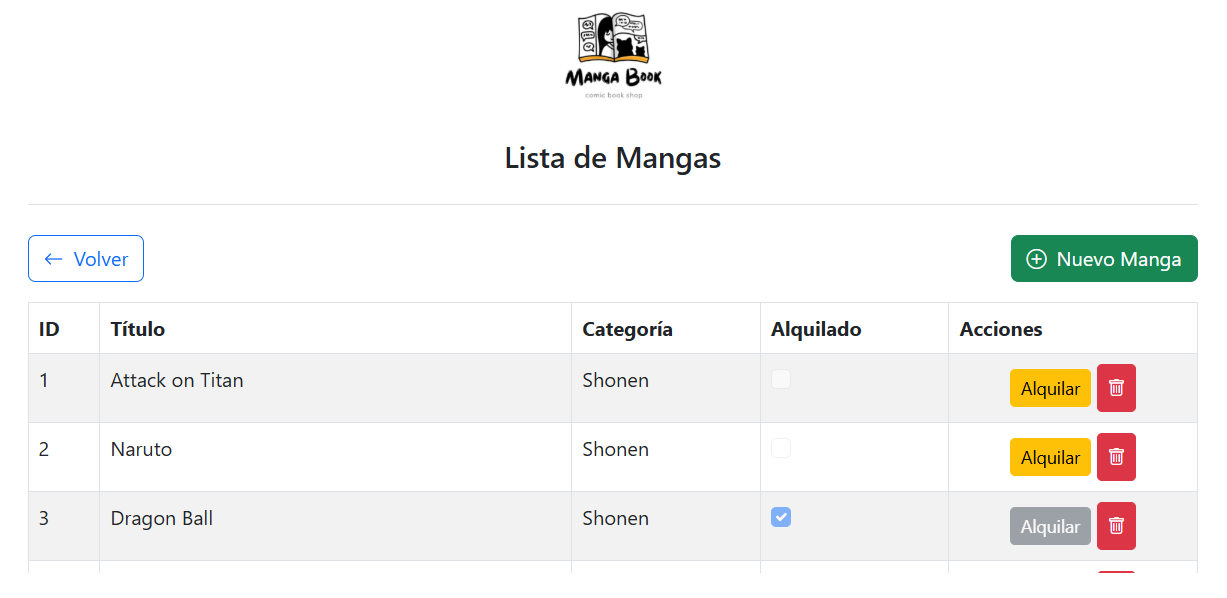 MANGA BOOK
comic book shop
Lista de Mangas
← Volver
Nuevo Manga
ID Título Categoría Alquilado Acciones
1 Attack on Titan Shonen Alquilar
2 Naruto Shonen Alquilar
3 Dragon Ball Shonen Alquilar